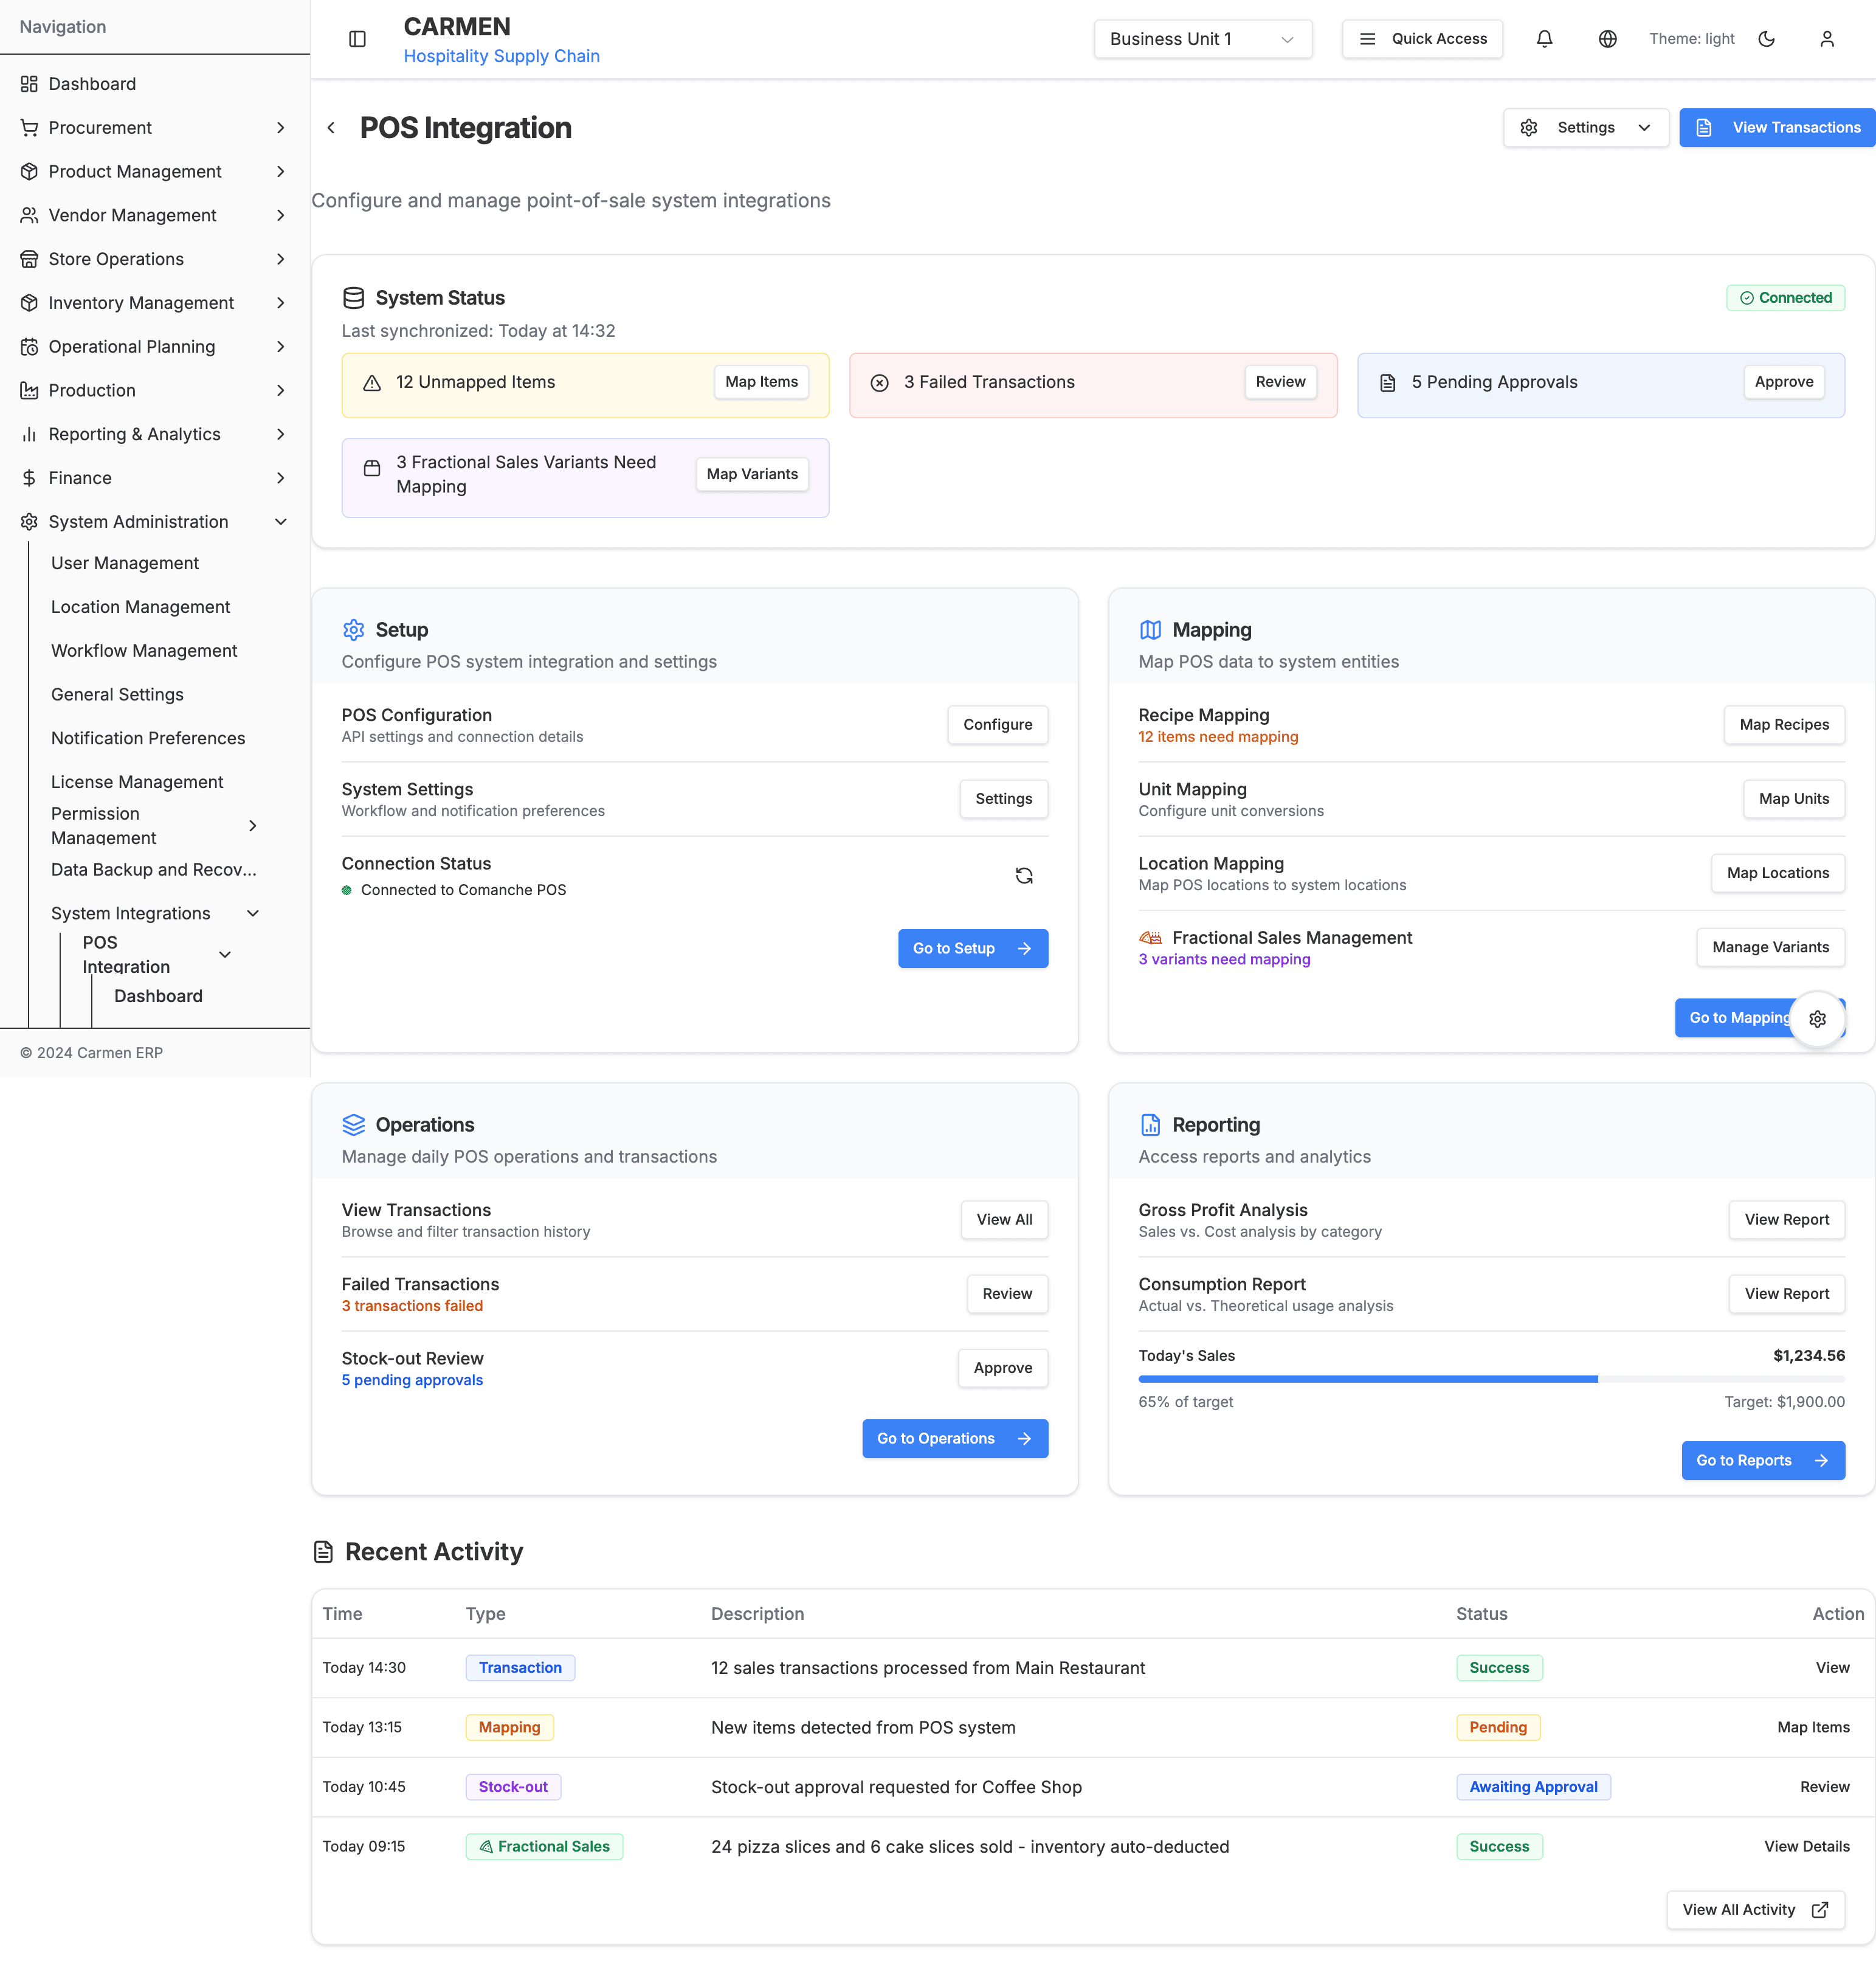 Navigation
Dashboard
Procurement
Product Management
Vendor Management
Store Operations
Inventory Management
Operational Planning
Production
Reporting & Analytics
Finance
System Administration
User Management
Location Management
Workflow Management
General Settings
Notification Preferences
License Management
Permission
Management
Data Backup and Recov...
System Integrations
POS
Integration
Dashboard
© 2024 Carmen ERP
CARMEN
Hospitality Supply Chain
Business Unit 1
Quick Access
Theme: light
POS Integration
Settings
View Transactions
Configure and manage point-of-sale system integrations
System Status
Connected
Last synchronized: Today at 14:32
12 Unmapped Items
Map Items
3 Failed Transactions
Review
5 Pending Approvals
Approve
3 Fractional Sales Variants Need
Mapping
Map Variants
Setup
Configure POS system integration and settings
POS Configuration
API settings and connection details
Configure
System Settings
Workflow and notification preferences
Settings
Connection Status
Connected to Comanche POS
Go to Setup
Mapping
Map POS data to system entities
Recipe Mapping
12 items need mapping
Map Recipes
Unit Mapping
Configure unit conversions
Map Units
Location Mapping
Map POS locations to system locations
Map Locations
Fractional Sales Management
3 variants need mapping
Manage Variants
Go to Mapping
Operations
Manage daily POS operations and transactions
View Transactions
Browse and filter transaction history
View All
Failed Transactions
3 transactions failed
Review
Stock-out Review
5 pending approvals
Approve
Go to Operations
Reporting
Access reports and analytics
Gross Profit Analysis
Sales vs. Cost analysis by category
View Report
Consumption Report
Actual vs. Theoretical usage analysis
View Report
Today's Sales
$1,234.56
65% of target
Target: $1,900.00
Go to Reports
Recent Activity
Time Type Description Status Action
Today 14:30 Transaction 12 sales transactions processed from Main Restaurant Success View
Today 13:15 Mapping New items detected from POS system Pending Map Items
Today 10:45 Stock-out Stock-out approval requested for Coffee Shop Awaiting Approval Review
Today 09:15 Fractional Sales 24 pizza slices and 6 cake slices sold - inventory auto-deducted Success View Details
View All Activity